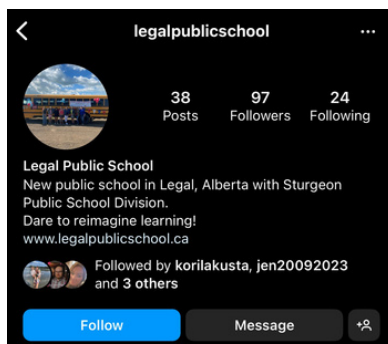 legalpublicschool
38 97 24
Posts Followers Following
Legal Public School
New public school in Legal, Alberta with Sturgeon
Public School Division.
Dare to reimagine learning!
www.legalpublicschool.ca
Followed by korilakusta, jen20092023
and 3 others
Follow Message